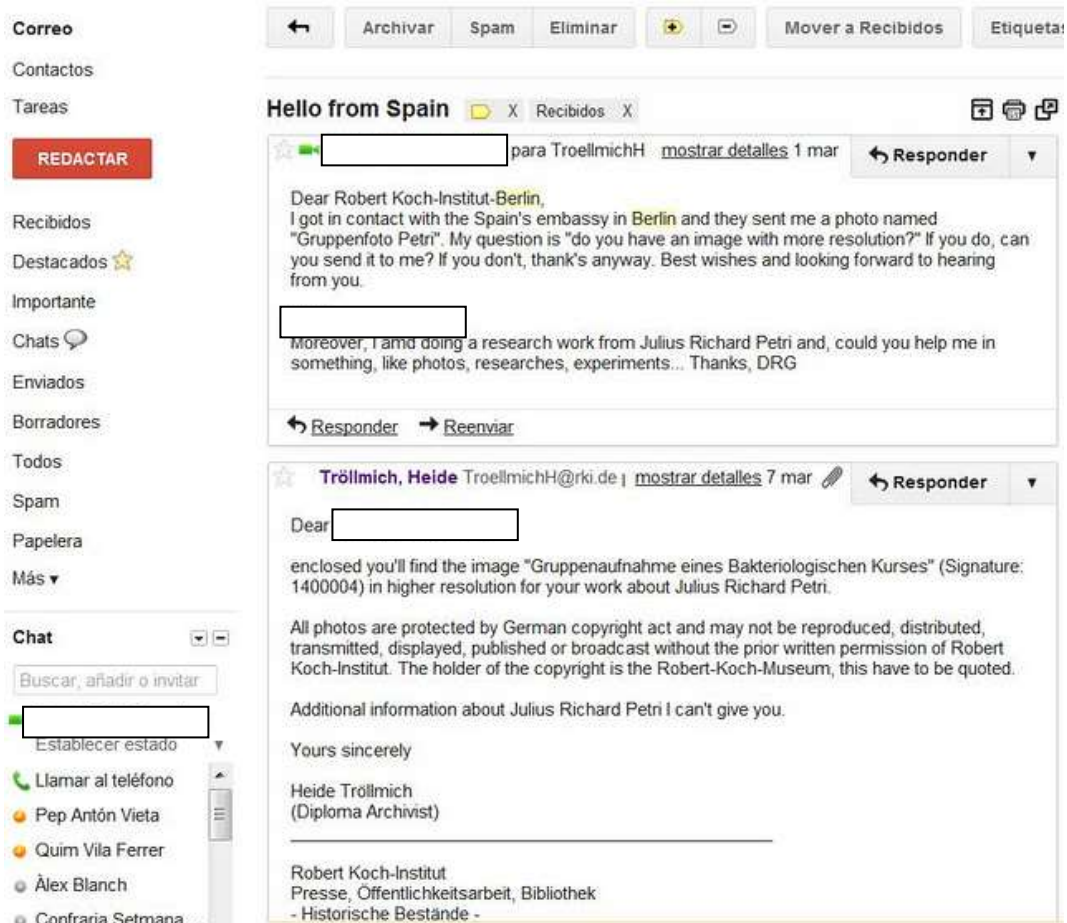 Correo
Contactos
Tareas
REDACTAR
Recibidos
Destacados
Importante
Chats
Enviados
Borradores
Todos
Spam
Papelera
Más
Chat
Buscar, añadir o invitar
Establecer estado
Llamar al teléfono
Pep Antón Vieta
Quim Vila Ferrer
Àlex Blanch
Confraria Setmana
Archivar Spam Eliminar Mover a Recibidos Etiquetas
Hello from Spain X Recibidos X
para TroellmichH mostrar detalles 1 mar Responder
Dear Robert Koch-Institut-Berlin,
I got in contact with the Spain's embassy in Berlin and they sent me a photo named
"Gruppenfoto Petri". My question is "do you have an image with more resolution?" If you do, can
you send it to me? If you don't, thank's anyway. Best wishes and looking forward to hearing
from you.
Moreover, I amd doing a research work from Julius Richard Petri and, could you help me in
something, like photos, researches, experiments... Thanks, DRG
Responder Reenviar
Tröllmich, Heide TroellmichH@rki.de mostrar detalles 7 mar Responder
Dear
enclosed you'll find the image "Gruppenaufnahme eines Bakteriologischen Kurses" (Signature:
1400004) in higher resolution for your work about Julius Richard Petri.
All photos are protected by German copyright act and may not be reproduced, distributed,
transmitted, displayed, published or broadcast without the prior written permission of Robert
Koch-Institut. The holder of the copyright is the Robert-Koch-Museum, this have to be quoted.
Additional information about Julius Richard Petri I can't give you.
Yours sincerely
Heide Tröllmich
(Diploma Archivist)
Robert Koch-Institut
Presse, Öffentlichkeitsarbeit, Bibliothek
- Historische Bestände -